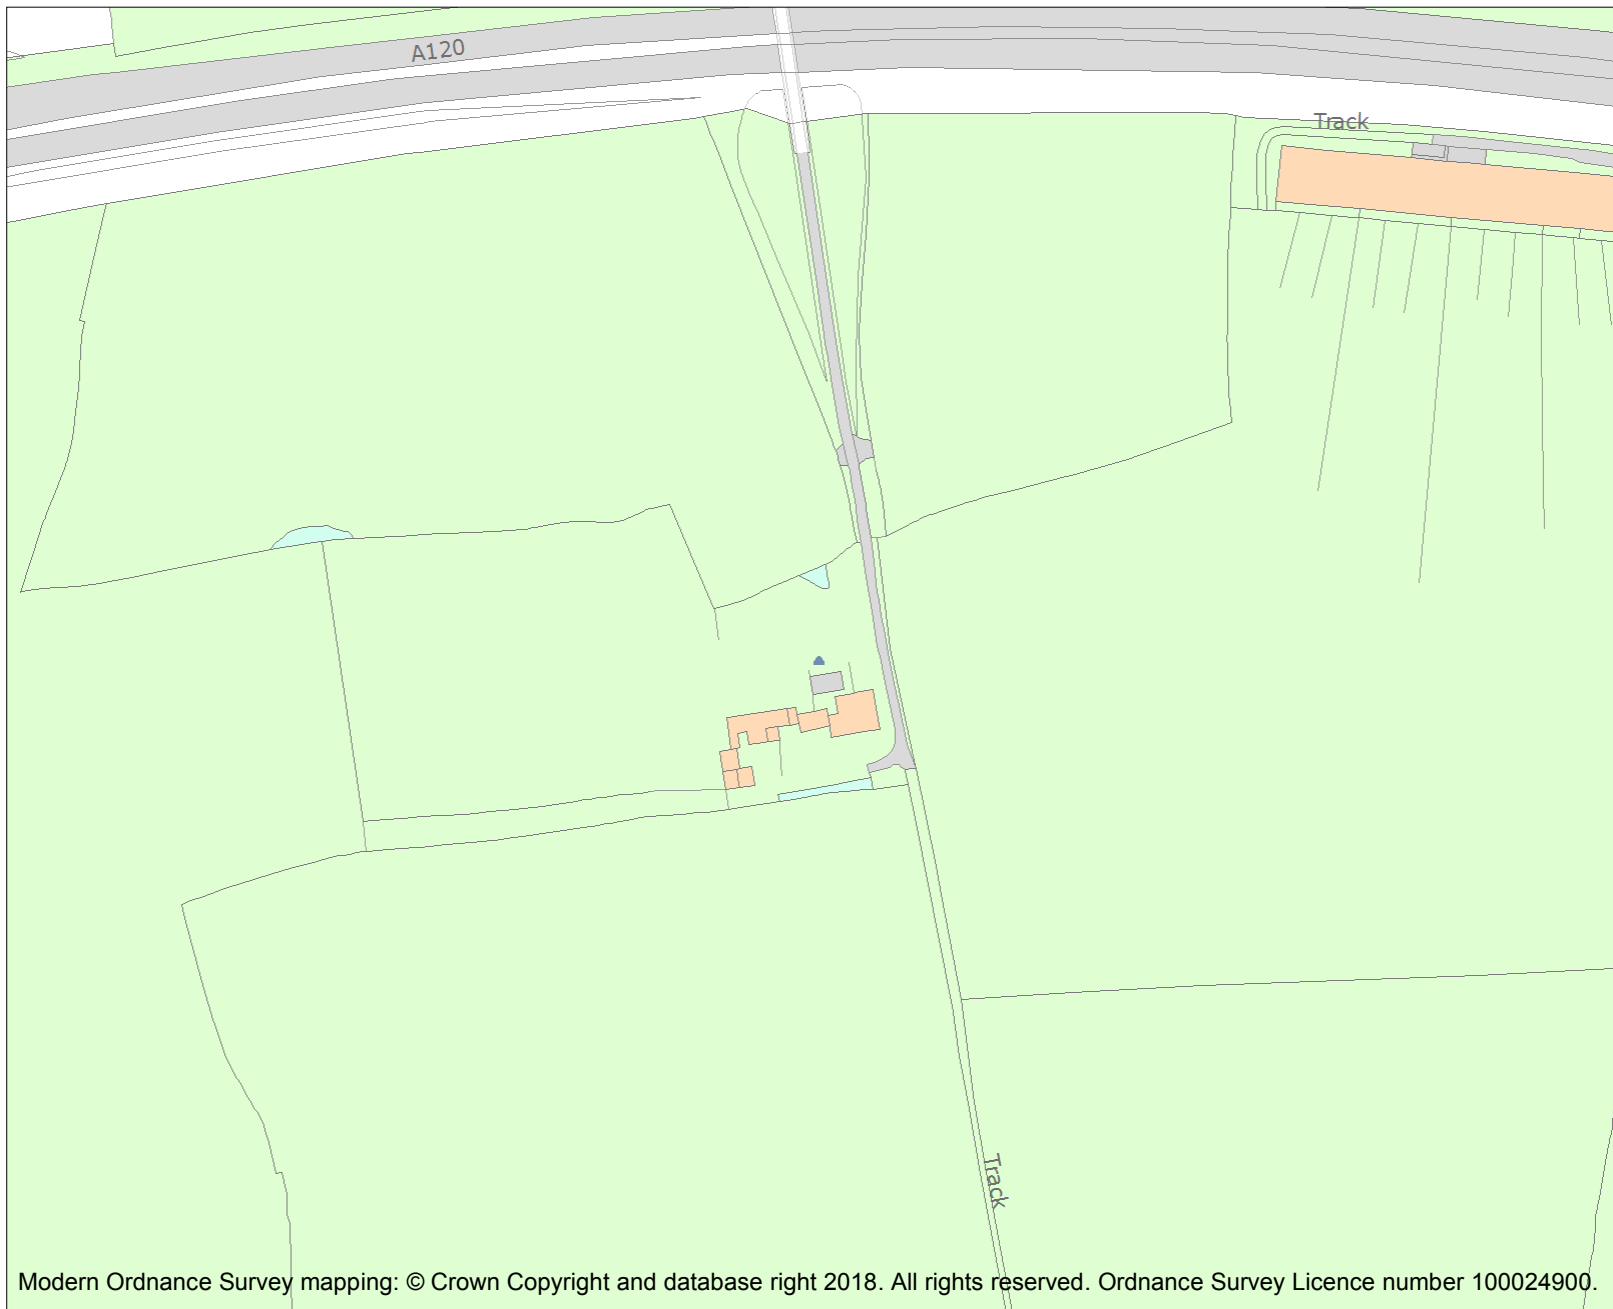 A120
Track
Track
Modern Ordnance Survey mapping: © Crown Copyright and database right 2018. All rights reserved. Ordnance Survey Licence number 100024900.